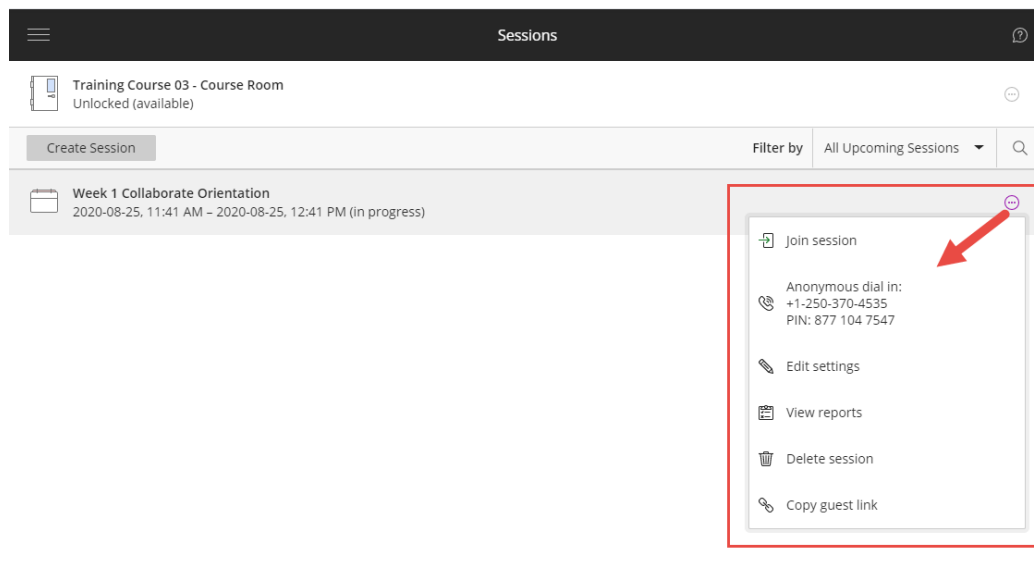 Sessions
Training Course 03 - Course Room
Unlocked (available)
Create Session
Filter by
All Upcoming Sessions
Week 1 Collaborate Orientation
2020-08-25, 11:41 AM – 2020-08-25, 12:41 PM (in progress)
Join session
Anonymous dial in:
+1-250-370-4535
PIN: 877 104 7547
Edit settings
View reports
Delete session
Copy guest link